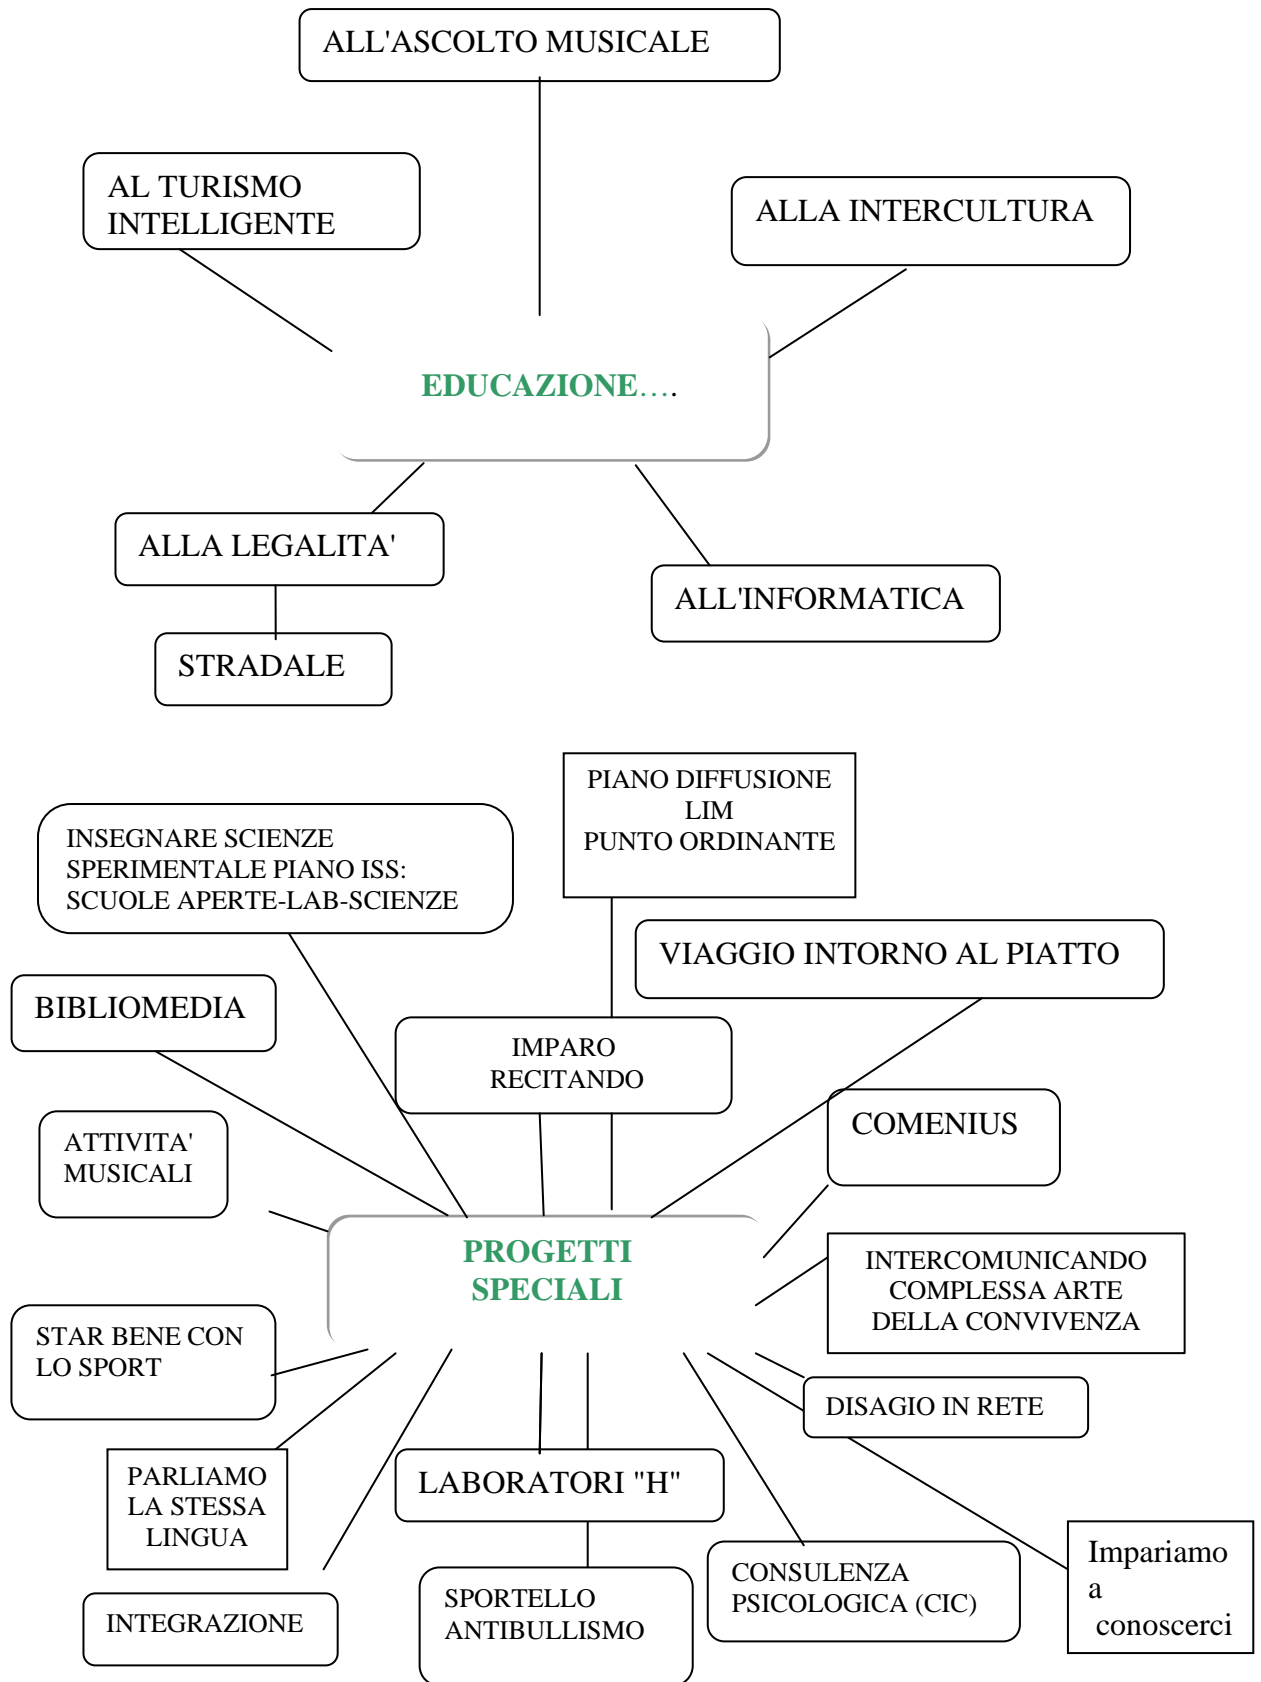 ALL'ASCOLTO MUSICALE
AL TURISMO
INTELLIGENTE
ALLA INTERCULTURA
EDUCAZIONE….
ALLA LEGALITA'
ALL'INFORMATICA
STRADALE
PIANO DIFFUSIONE
LIM
PUNTO ORDINANTE
INSEGNARE SCIENZE
SPERIMENTALE PIANO ISS:
SCUOLE APERTE-LAB-SCIENZE
VIAGGIO INTORNO AL PIATTO
BIBLIOMEDIA
IMPARO
RECITANDO
COMENIUS
ATTIVITA'
MUSICALI
PROGETTI
SPECIALI
INTERCOMUNICANDO
COMPLESSA ARTE
DELLA CONVIVENZA
STAR BENE CON
LO SPORT
DISAGIO IN RETE
PARLIAMO
LA STESSA
LINGUA
LABORATORI "H"
Impariamo
a
conoscerci
CONSULENZA
PSICOLOGICA (CIC)
SPORTELLO
ANTIBULLISMO
INTEGRAZIONE